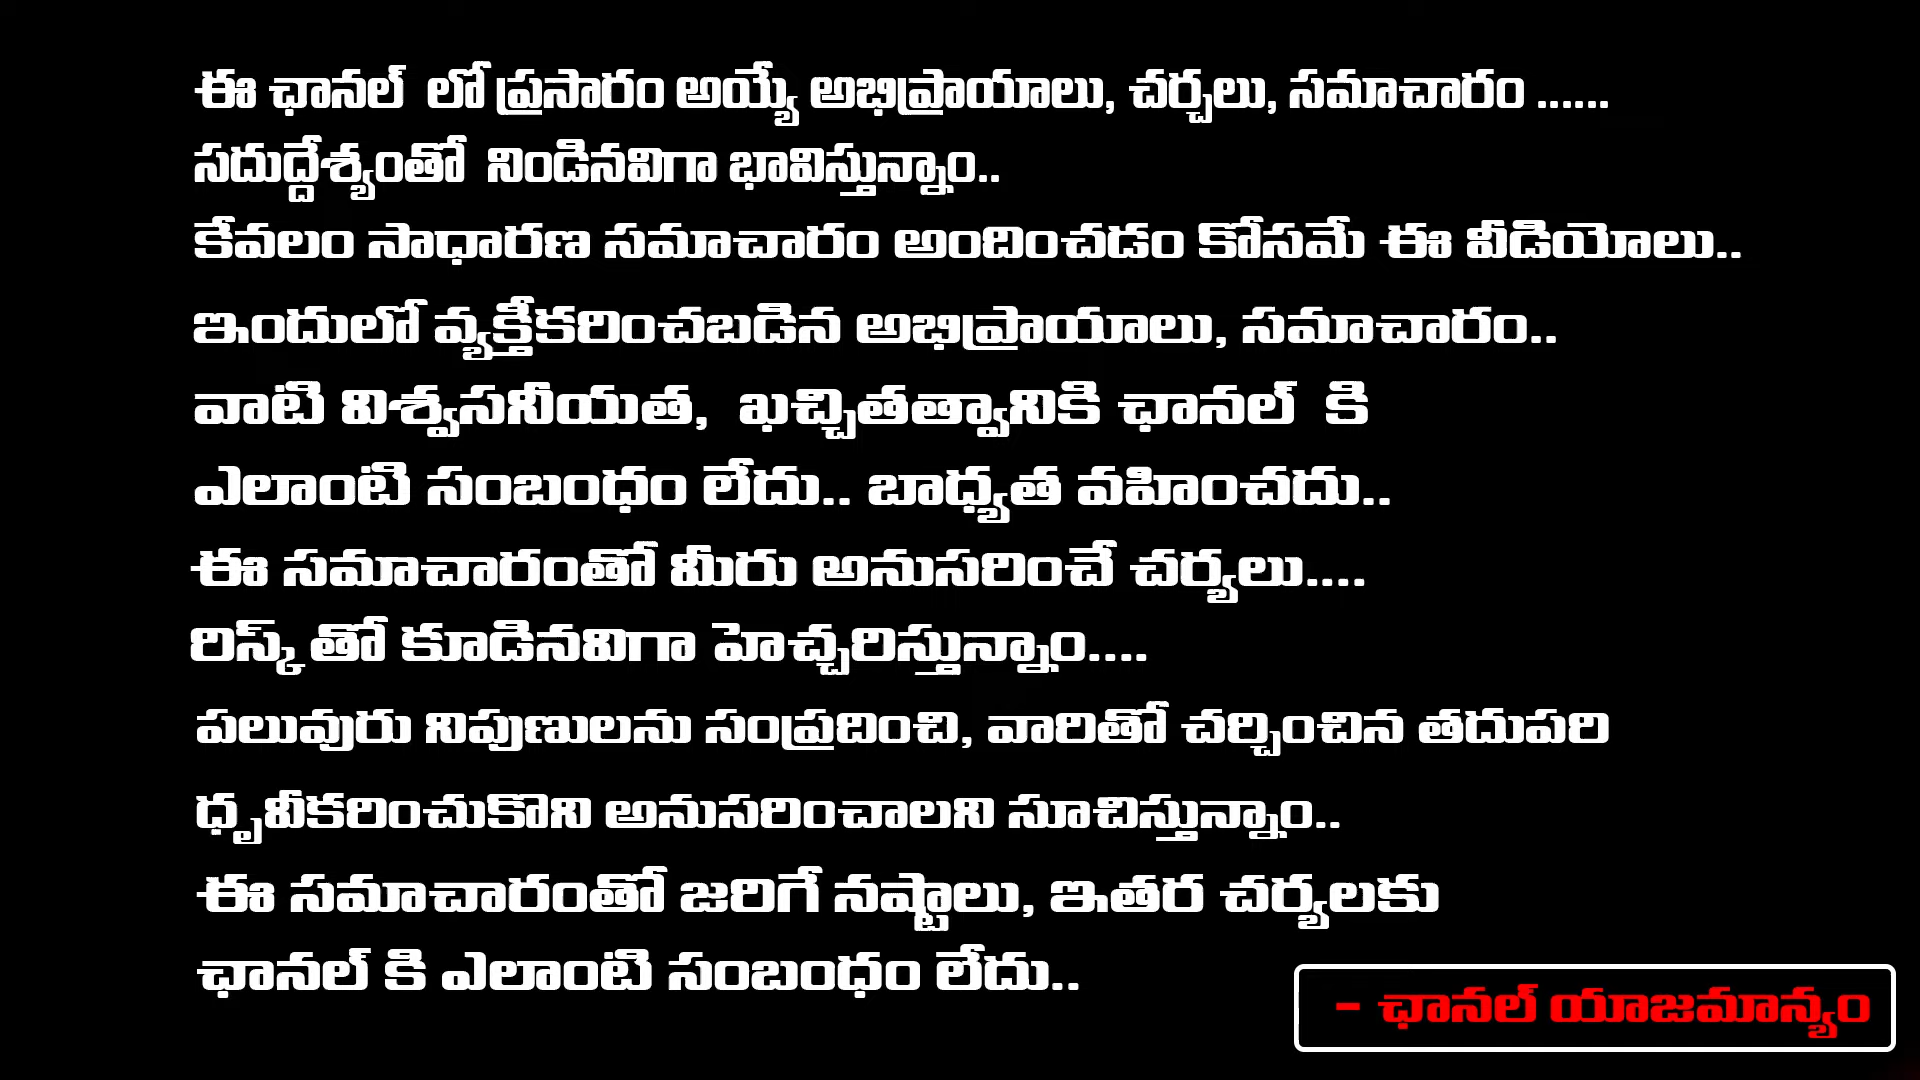 ఈ ఛానల్ లో ప్రసారం అయ్యే అభిప్రాయాలు, చర్చలు, సమాచారం ......
సదుద్దేశ్యంతో నిండినవిగా భావిస్తున్నాం..
కేవలం సాధారణ సమాచారం అందించడం కోసమే ఈ వీడియోలు..
ఇందులో వ్యక్తీకరించబడిన అభిప్రాయాలు, సమాచారం..
వాటి విశ్వసనీయత, ఖచ్చితత్వానికి ఛానల్ కి
ఎలాంటి సంబంధం లేదు.. బాధ్యత వహించదు..
ఈ సమాచారంతో మీరు అనుసరించే చర్యలు....
రిస్క్ తో కూడినవిగా హెచ్చరిస్తున్నాం....
పలువురు నిపుణులను సంప్రదించి, వారితో చర్చించిన తదుపరి
ధృవీకరించుకొని అనుసరించాలని సూచిస్తున్నాం..
ఈ సమాచారంతో జరిగే నష్టాలు, ఇతర చర్యలకు
ఛానల్ కి ఎలాంటి సంబంధం లేదు..
- ఛానల్ యాజమాన్యం